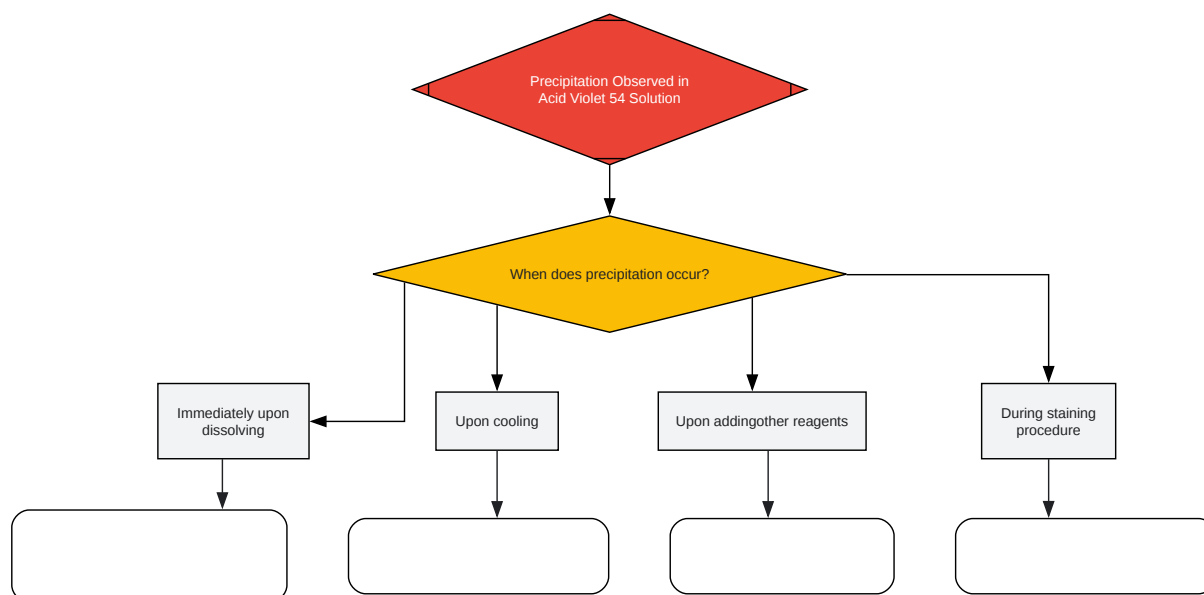 Precipitation Observed in
Acid Violet 54 Solution
When does precipitation occur?
Immediately upon
dissolving
Upon cooling
Upon addingother reagents
During staining
procedure